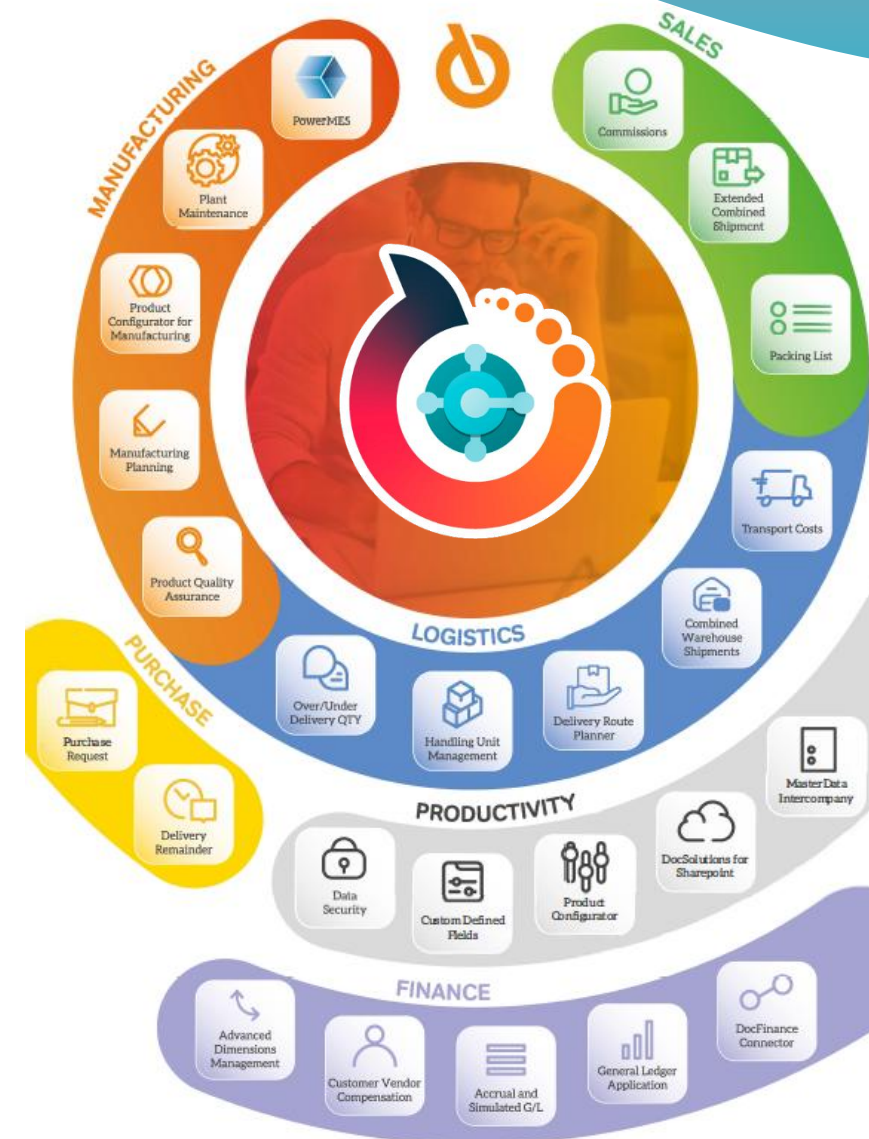 MANUFACTURING
PowerMES
Plant
Maintenance
Product
Configurator for
Manufacturing
Manufacturing
Planning
Product Quality
Assurance
SALES
Commissions
Extended
Combined
Shipment
Packing List
LOGISTICS
Transport Costs
Combined
Warehouse
Shipments
Delivery Route
Planner
Handling Unit
Management
Over/Under
Delivery QTY
PURCHASE
Purchase
Request
Delivery
Remainder
PRODUCTIVITY
Data
Security
Custom Defined
Fields
Product
Configurator
DocSolutions for
Sharepoint
Master Data
Intercompany
FINANCE
Advanced
Dimensions
Management
Customer Vendor
Compensation
Accrual and
Simulated G/L
General Ledger
Application
DocFinance
Connector